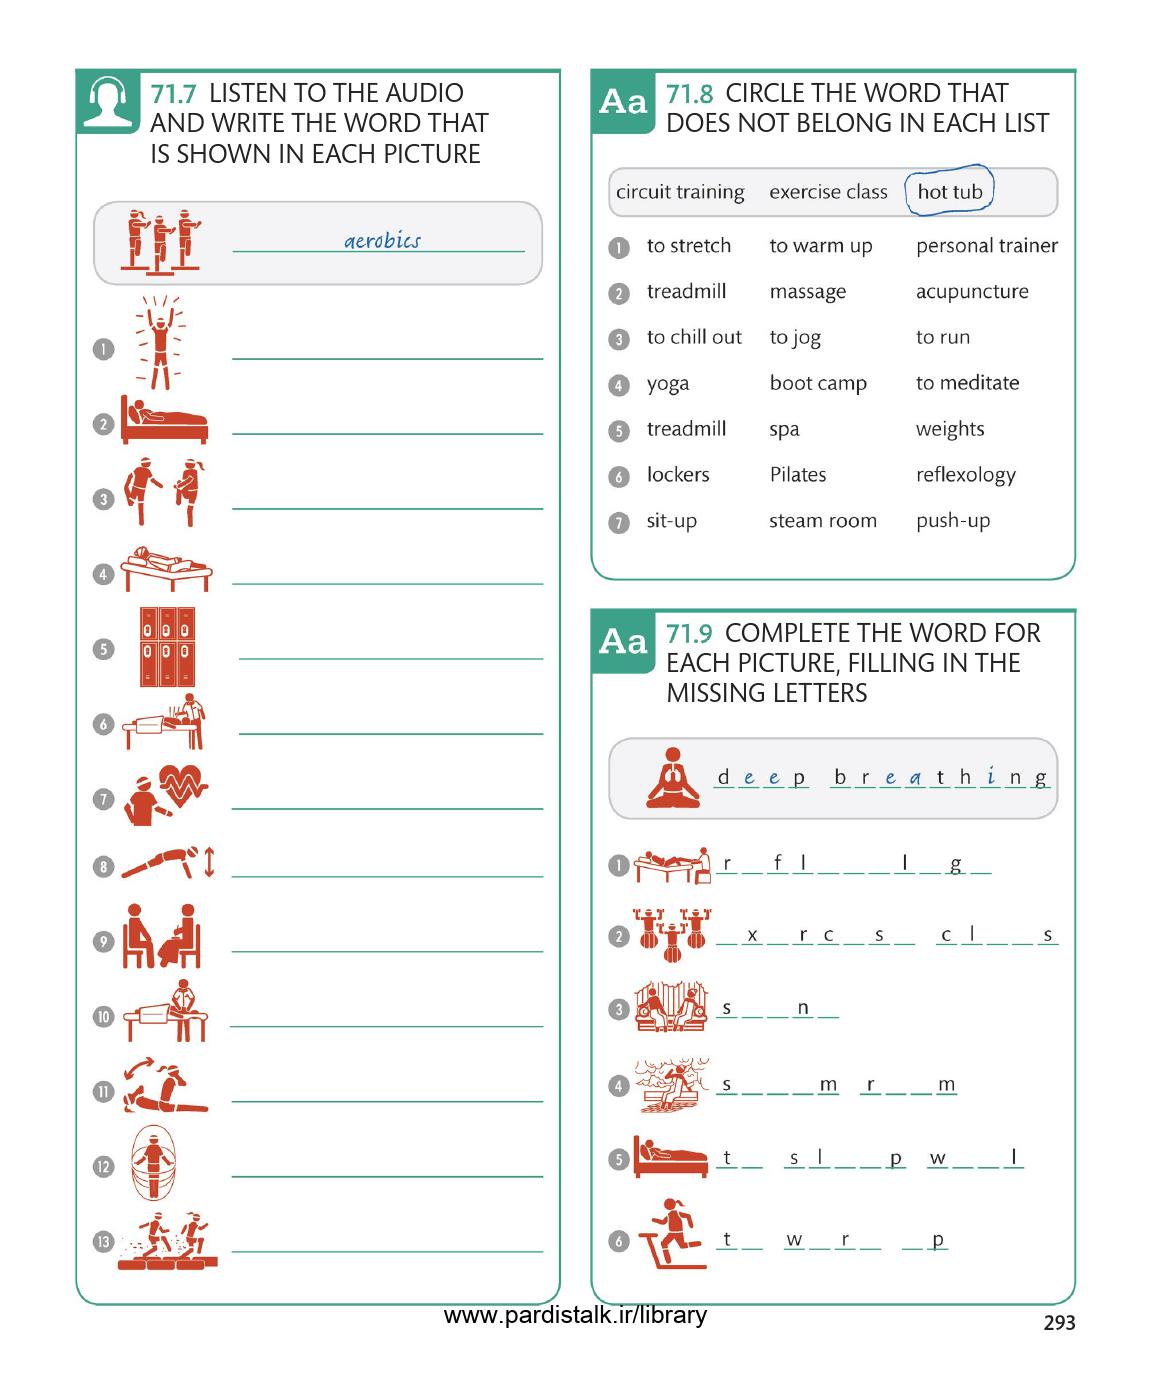 71.7 LISTEN TO THE AUDIO
AND WRITE THE WORD THAT
IS SHOWN IN EACH PICTURE
aerobics
1
2
3
4
5
6
7
8
9
10
11
12
13
Aa 71.8 CIRCLE THE WORD THAT
DOES NOT BELONG IN EACH LIST
circuit training exercise class hot tub
1 to stretch to warm up personal trainer
2 treadmill massage acupuncture
3 to chill out to jog to run
4 yoga boot camp to meditate
5 treadmill spa weights
6 lockers Pilates reflexology
7 sit-up steam room push-up
Aa 71.9 COMPLETE THE WORD FOR
EACH PICTURE, FILLING IN THE
MISSING LETTERS
d e e p b r e a t h i n g
1 r _ f l _ _ _ l _ g _
2 _ x _ r c _ s _ c l _ _ s
3 s _ _ n _
4 s _ _ _ m r _ _ m
5 t _ s l _ _ p w _ _ l
6 t _ w _ r _ _ p
www.pardistalk.ir/library
293